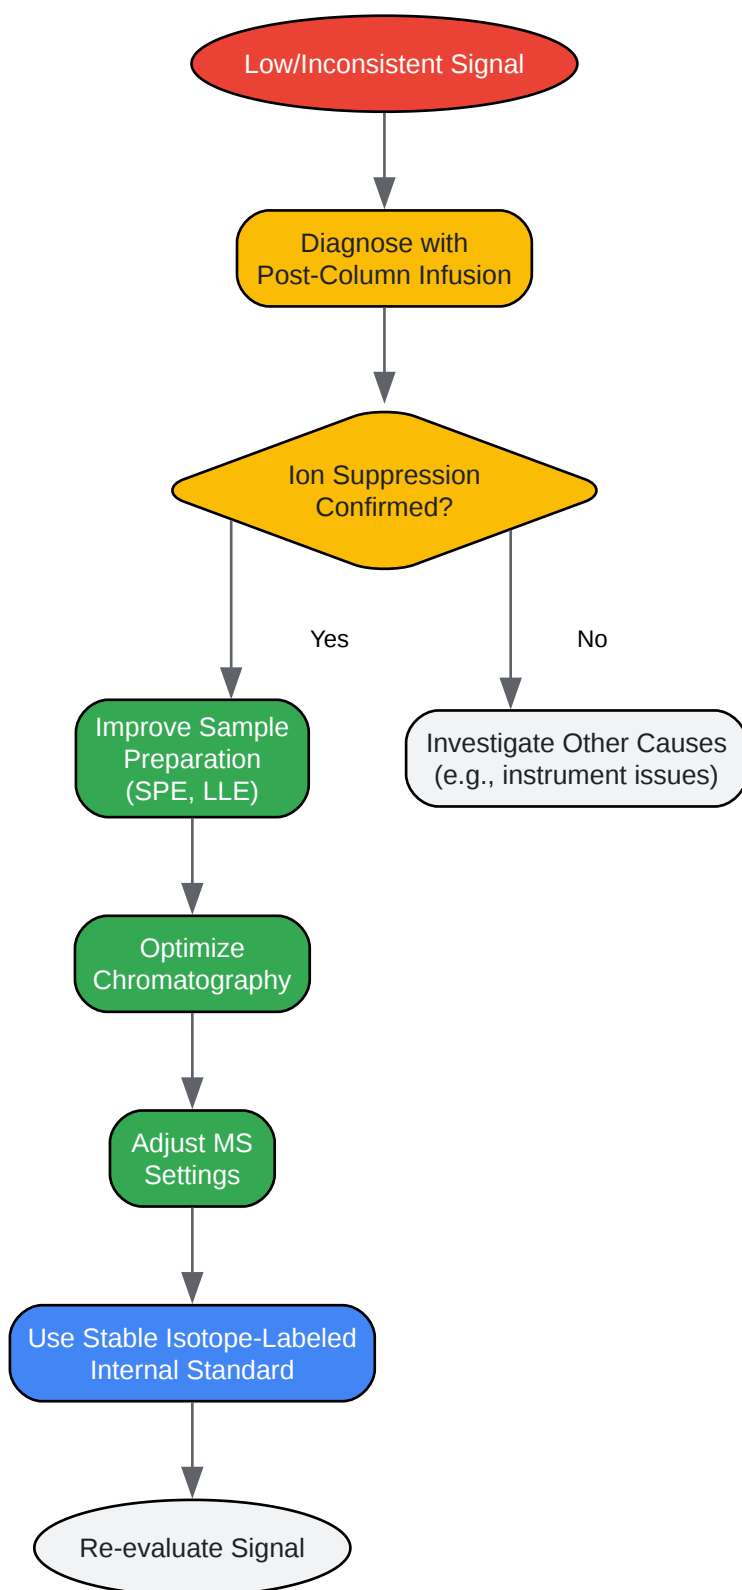 Low/Inconsistent Signal
Diagnose with
Post-Column Infusion
Ion Suppression
Confirmed?
Yes
No
Improve Sample
Preparation
(SPE, LLE)
Investigate Other Causes
(e.g., instrument issues)
Optimize
Chromatography
Adjust MS
Settings
Use Stable Isotope-Labeled
Internal Standard
Re-evaluate Signal